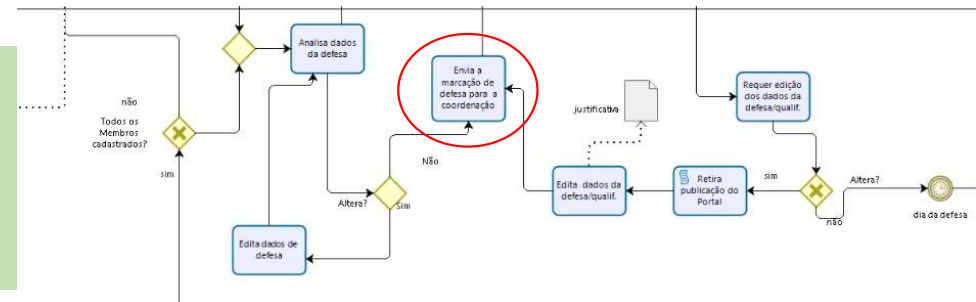 Analisa dados
da defesa
Envia a
marcação de
defesa para a
coordenação
Requer edição
dos dados da
defesa/qualif.
justificativa
não
Todos os
Membros
cadastrados?
sim
Não
Altera?
Sim
Edita dados da
defesa/qualif.
Retira
publicação do
Portal
sim
Altera?
não
dia da defesa
Edita dados de
defesa